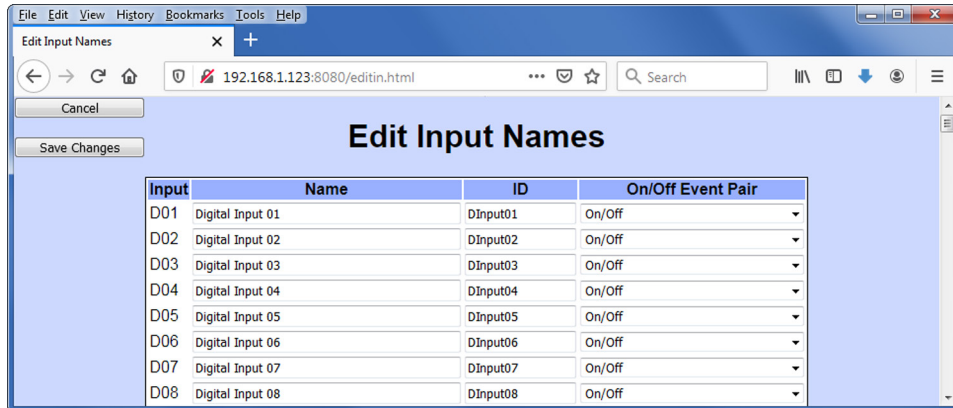 File Edit View History Bookmarks Tools Help
Edit Input Names
192.168.1.123:8080/editin.html
Search
Cancel
Save Changes
Edit Input Names
Input Name ID On/Off Event Pair
D01 Digital Input 01 DInput01 On/Off
D02 Digital Input 02 DInput02 On/Off
D03 Digital Input 03 DInput03 On/Off
D04 Digital Input 04 DInput04 On/Off
D05 Digital Input 05 DInput05 On/Off
D06 Digital Input 06 DInput06 On/Off
D07 Digital Input 07 DInput07 On/Off
D08 Digital Input 08 DInput08 On/Off